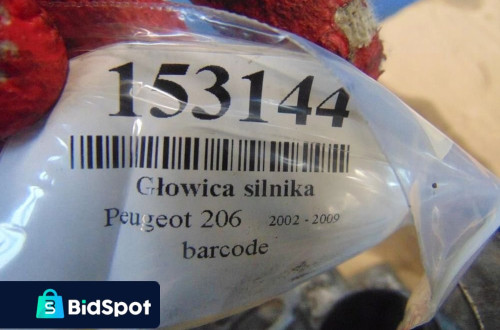 153144
Głowica silnika
Peugeot 206 2002 - 2009
barcode
S
BidSpot